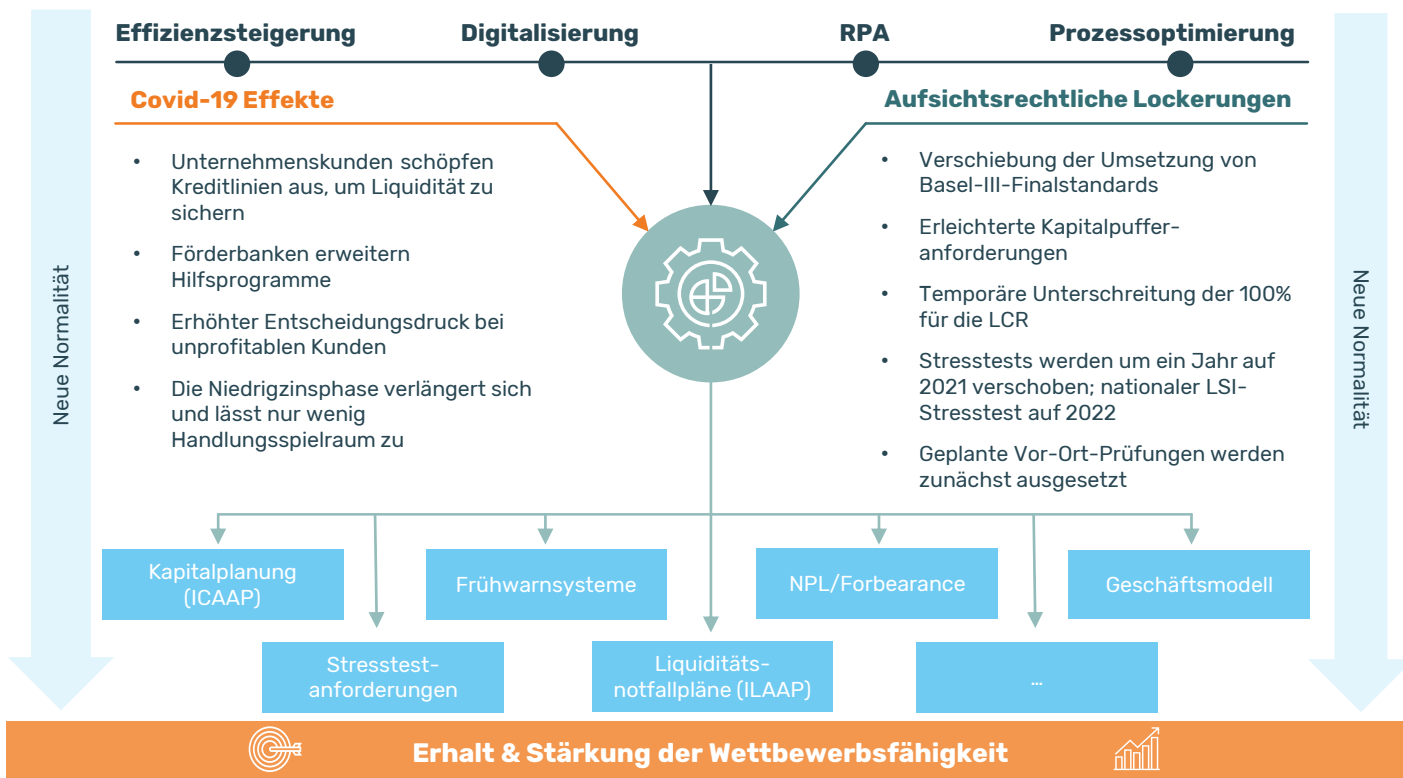 Effizienzsteigerung
Digitalisierung
RPA
Prozessoptimierung
Covid-19 Effekte
• Unternehmenskunden schöpfen
Kreditlinien aus, um Liquidität zu
sichern
• Förderbanken erweitern
Hilfsprogramme
• Erhöhter Entscheidungsdruck bei
unprofitablen Kunden
• Die Niedrigzinsphase verlängert sich
und lässt nur wenig
Handlungsspielraum zu
Aufsichtsrechtliche Lockerungen
• Verschiebung der Umsetzung von
Basel-III-Finalstandards
• Erleichterte Kapitalpuffer-
anforderungen
• Temporäre Unterschreitung der 100%
für die LCR
• Stresstests werden um ein Jahr auf
2021 verschoben; nationaler LSI-
Stresstest auf 2022
• Geplante Vor-Ort-Prüfungen werden
zunächst ausgesetzt
Neue Normalität
Neue Normalität
Kapitalplanung
(ICAAP)
Frühwarnsysteme
NPL/Forbearance
Geschäftsmodell
Stresstest-
anforderungen
Liquiditäts-
notfallpläne (ILAAP)
…
Erhalt & Stärkung der Wettbewerbsfähigkeit